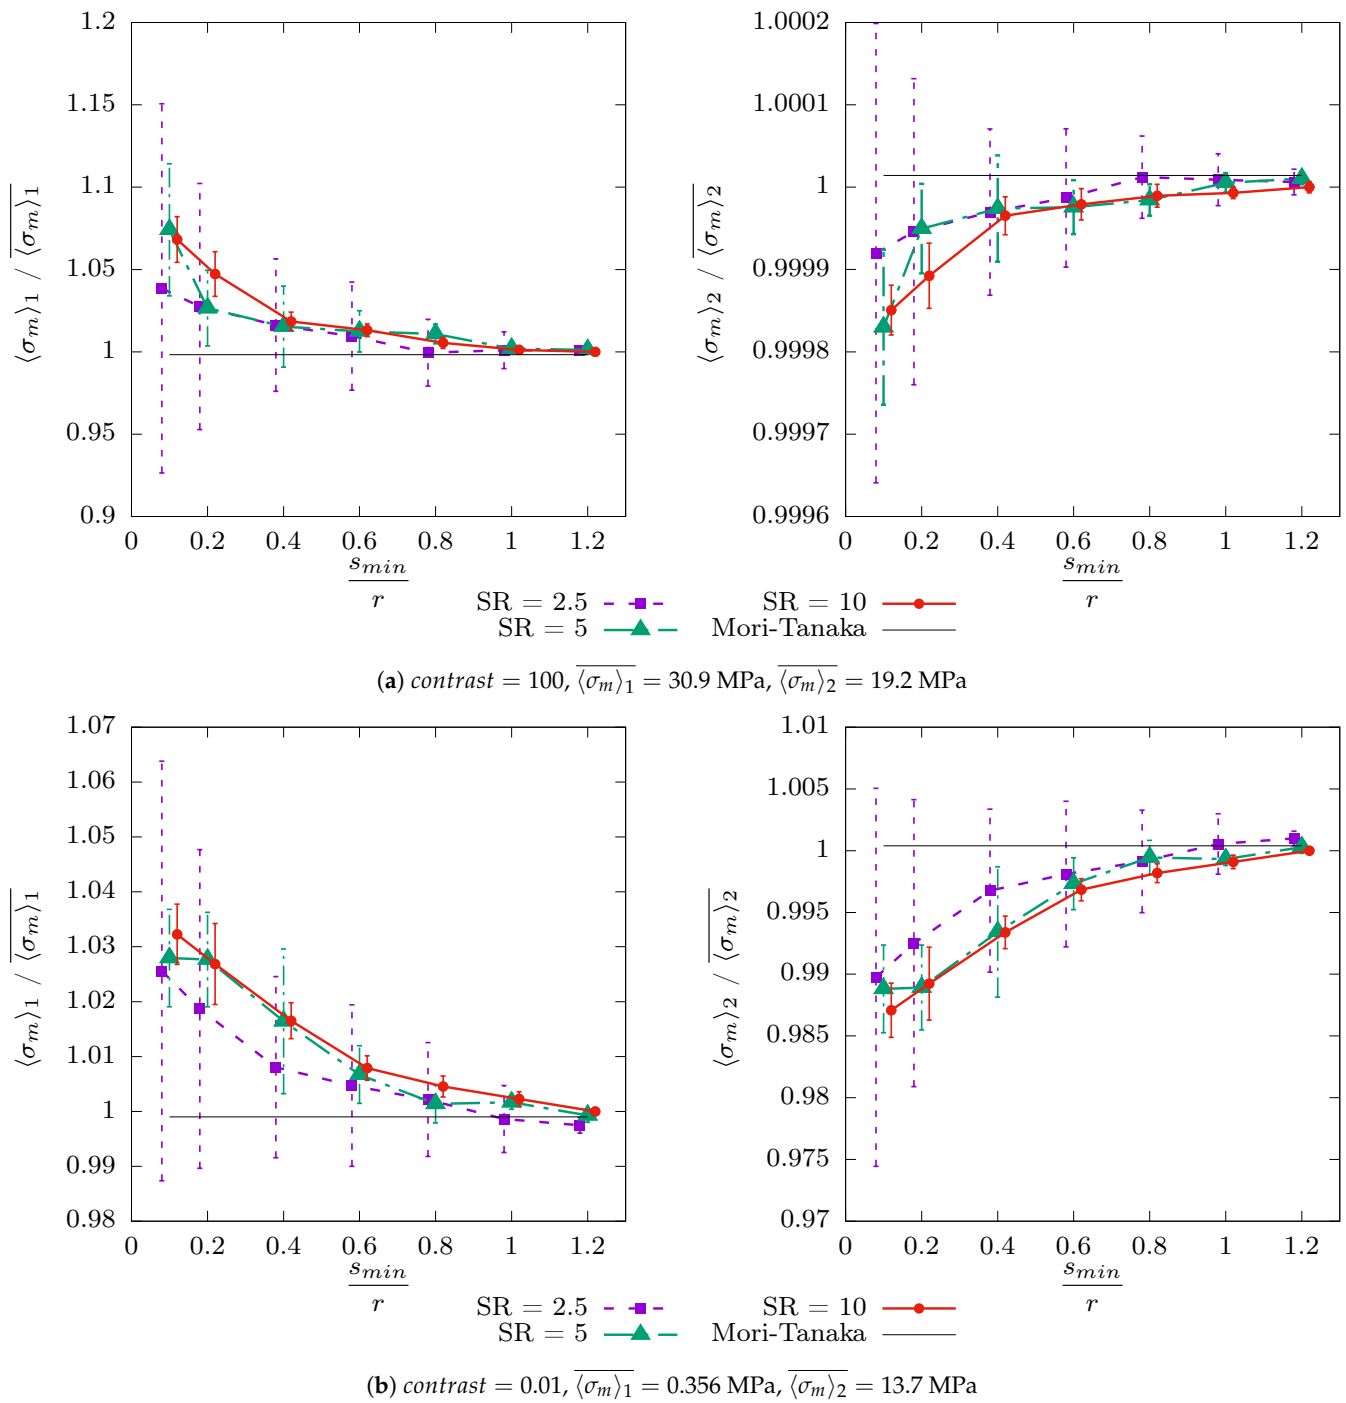 1.2
1.15
1.1
1.05
1
0.95
0.9
⟨σm⟩1 / ⟨σm⟩1
0 0.2 0.4 0.6 0.8 1 1.2
smin
r
1.0002
1.0001
1
0.9999
0.9998
0.9997
0.9996
⟨σm⟩2 / ⟨σm⟩2
0 0.2 0.4 0.6 0.8 1 1.2
smin
r
SR = 2.5 SR = 10
SR = 5 Mori-Tanaka
(a) contrast = 100, ⟨σm⟩1 = 30.9 MPa, ⟨σm⟩2 = 19.2 MPa
1.07
1.06
1.05
1.04
1.03
1.02
1.01
1
0.99
0.98
⟨σm⟩1 / ⟨σm⟩1
0 0.2 0.4 0.6 0.8 1 1.2
smin
r
1.01
1.005
1
0.995
0.99
0.985
0.98
0.975
0.97
⟨σm⟩2 / ⟨σm⟩2
0 0.2 0.4 0.6 0.8 1 1.2
smin
r
SR = 2.5 SR = 10
SR = 5 Mori-Tanaka
(b) contrast = 0.01, ⟨σm⟩1 = 0.356 MPa, ⟨σm⟩2 = 13.7 MPa